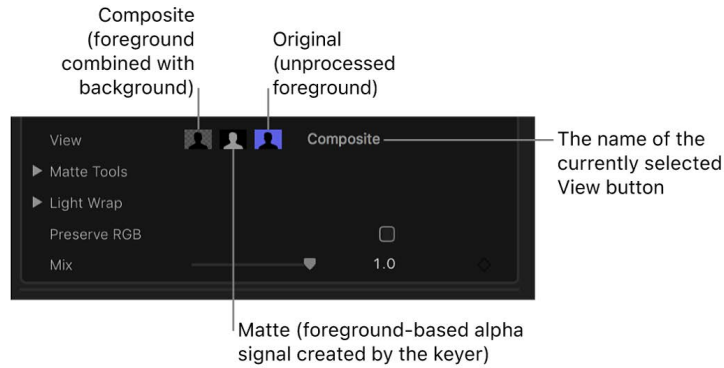 Composite
(foreground
combined with
background)
Original
(unprocessed
foreground)
View
Composite
The name of the
currently selected
View button
Matte Tools
Light Wrap
Preserve RGB
Mix
1.0
Matte (foreground-based alpha
signal created by the keyer)